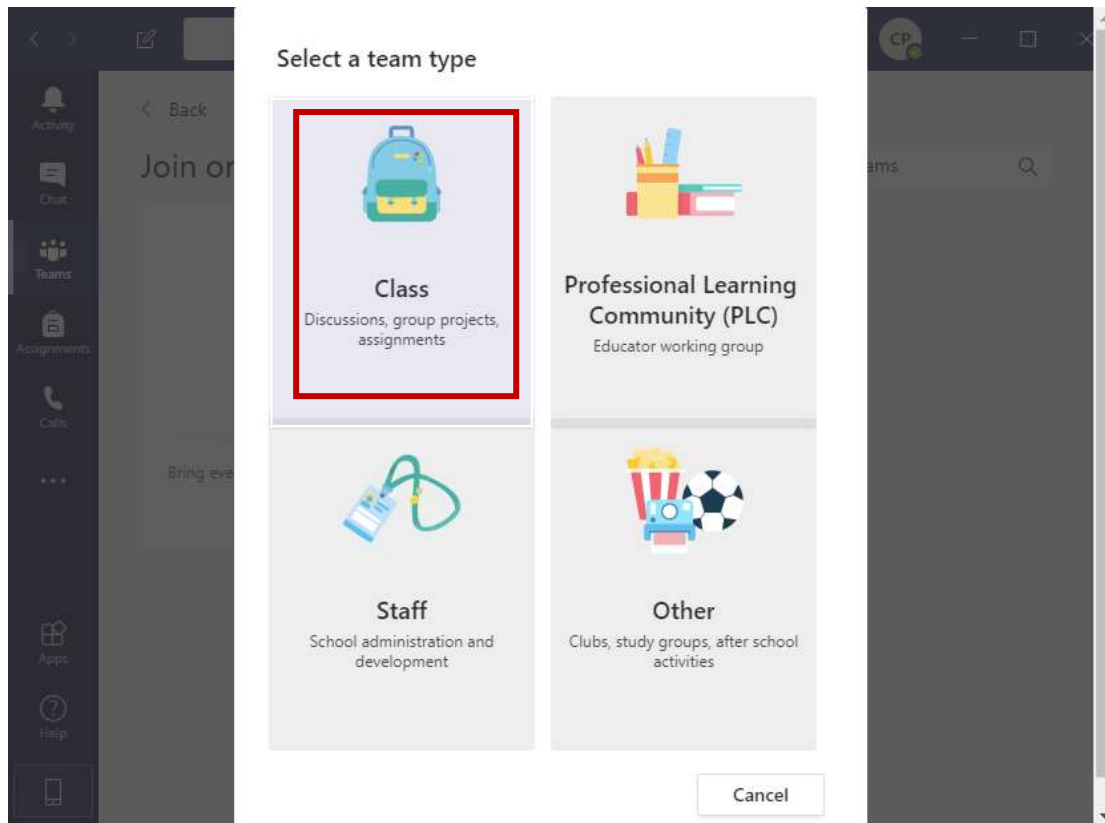 CP
Select a team type
Activity
Back
Join or
ams
Chat
Teams
Assignments
Calls
Bring eve
Class
Discussions, group projects,
assignments
Professional Learning
Community (PLC)
Educator working group
Staff
School administration and
development
Other
Clubs, study groups, after school
activities
Apps
Help
Cancel